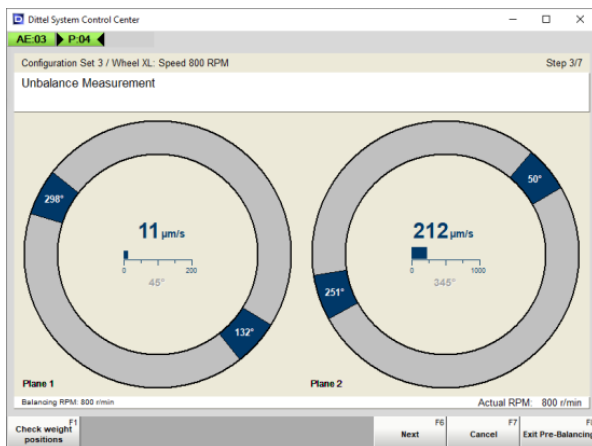 Dittel System Control Center
AE:03 P:04
Configuration Set 3 / Wheel XL: Speed 800 RPM Step 3/7
Unbalance Measurement
298° 50°
11 µm/s 212 µm/s
0 200 0 1000
45° 345°
251°
132°
Plane 1 Plane 2
Balancing RPM: 800 r/min Actual RPM: 800 r/min
F1 F6 F7 F8
Check weight positions Next Cancel Exit Pre-Balancing